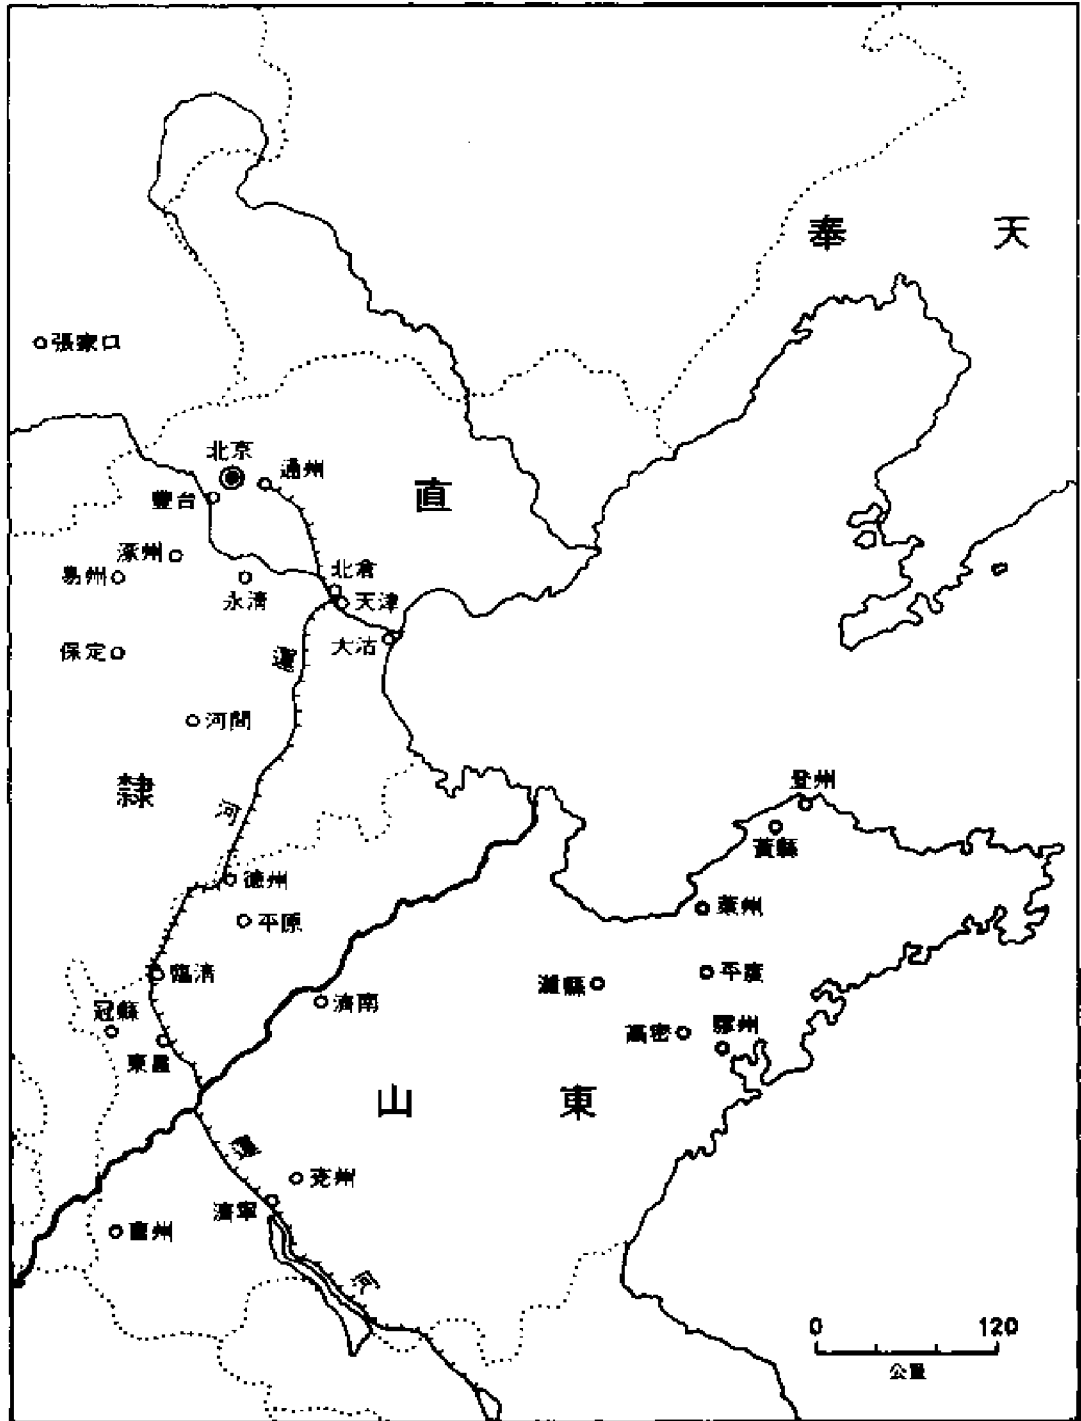 奉天
張家口
北京
通州
豐台
直
涿州
易州
永清
北倉
天津
大沽
保定
運
河間
隸
河
登州
黃縣
德州
萊州
平原
臨清
平度
濰縣
濟南
冠縣
高密
膠州
東昌
山東
運
兗州
濟寧
曹州
河
0 120
公里